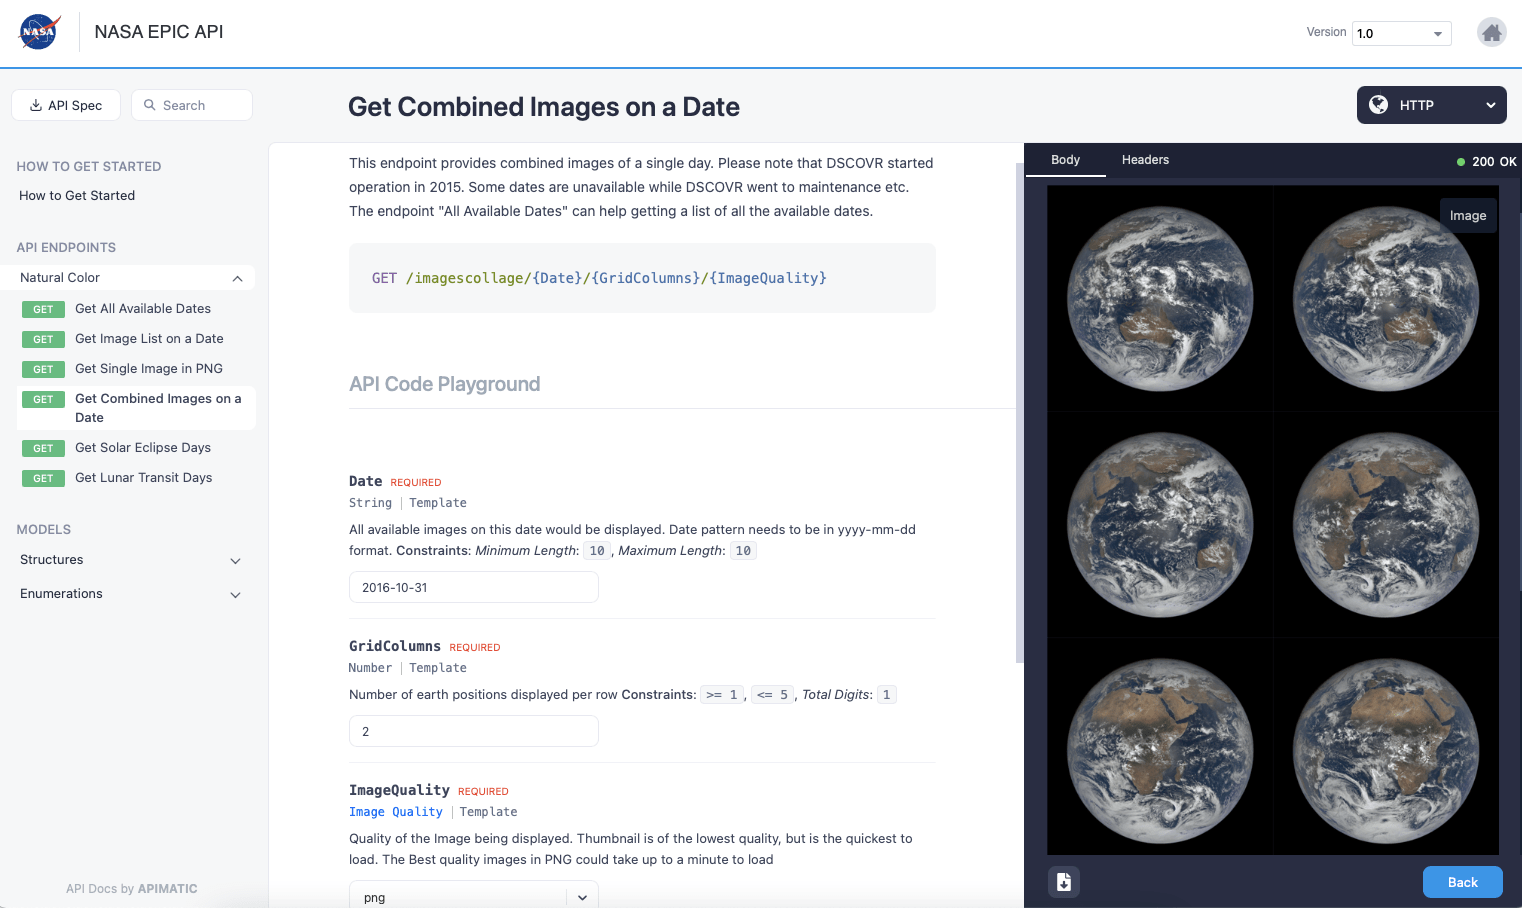 NASA
NASA EPIC API
Version
1.0
API Spec
Search
Get Combined Images on a Date
HTTP
HOW TO GET STARTED
How to Get Started
API ENDPOINTS
Natural Color
GET Get All Available Dates
GET Get Image List on a Date
GET Get Single Image in PNG
GET Get Combined Images on a
Date
GET Get Solar Eclipse Days
GET Get Lunar Transit Days
MODELS
Structures
Enumerations
API Docs by APIMATIC
This endpoint provides combined images of a single day. Please note that DSCOVR started
operation in 2015. Some dates are unavailable while DSCOVR went to maintenance etc.
The endpoint "All Available Dates" can help getting a list of all the available dates.
GET /imagescollage/{Date}/{GridColumns}/{ImageQuality}
API Code Playground
Date REQUIRED
String | Template
All available images on this date would be displayed. Date pattern needs to be in yyyy-mm-dd
format. Constraints: Minimum Length: 10, Maximum Length: 10
2016-10-31
GridColumns REQUIRED
Number | Template
Number of earth positions displayed per row Constraints: >= 1, <= 5, Total Digits: 1
2
ImageQuality REQUIRED
Image Quality | Template
Quality of the Image being displayed. Thumbnail is of the lowest quality, but is the quickest to
load. The Best quality images in PNG could take up to a minute to load
png
Body
Headers
200 OK
Image
Back